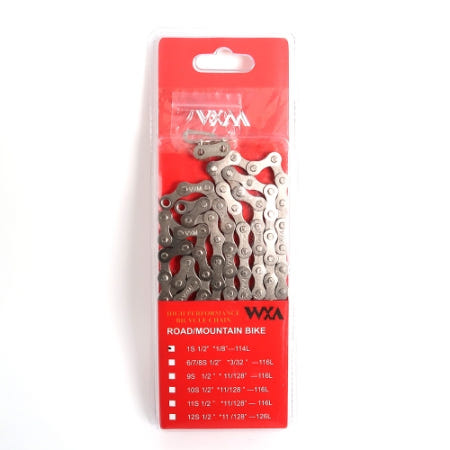 WXA
HIGH PERFORMANCE
BICYCLE CHAIN
WXA
ROAD/MOUNTAIN BIKE
1S 1/2" *1/8"—114L
6/7/8S 1/2" *3/32 "—116L
9S 1/2 " *11/128"—116L
10S 1/2" *11/128 "—116L
11S 1/2 " *11/128"— 116L
12S 1/2 " *11 /128"—126L